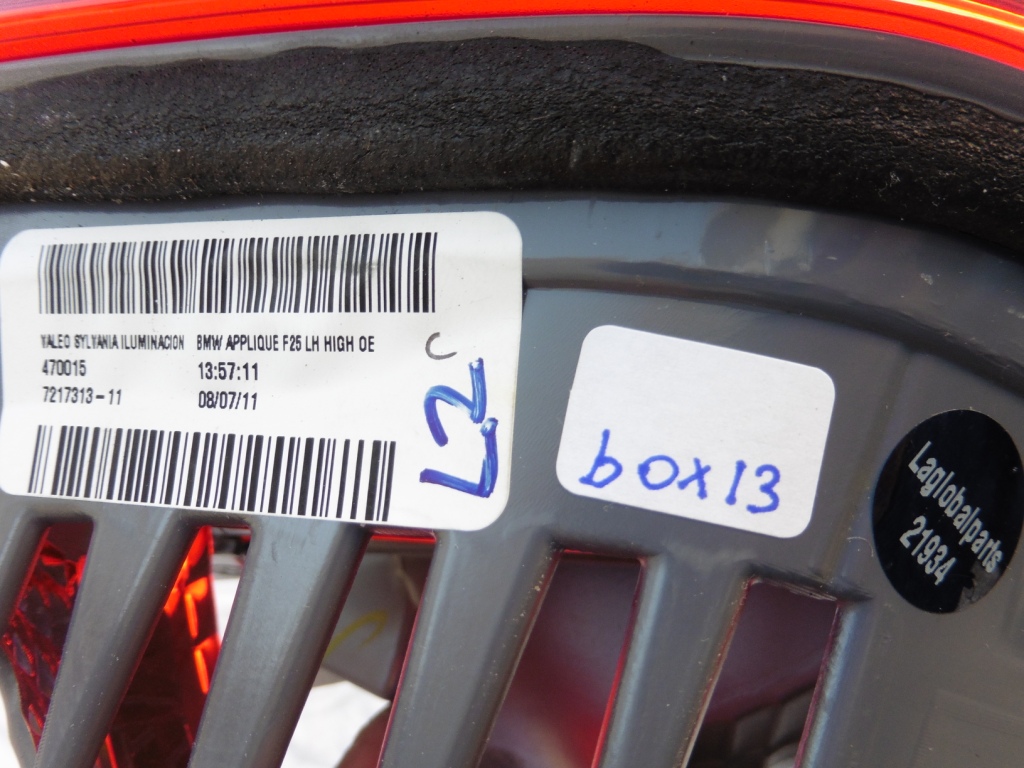 VALEO SYLVANIA ILUMINACION BMW APPLIQUE F25 LH HIGH OE
470015 13:57:11
7217313-11 08/07/11
C
L2
box13
Laglobalparts
21934